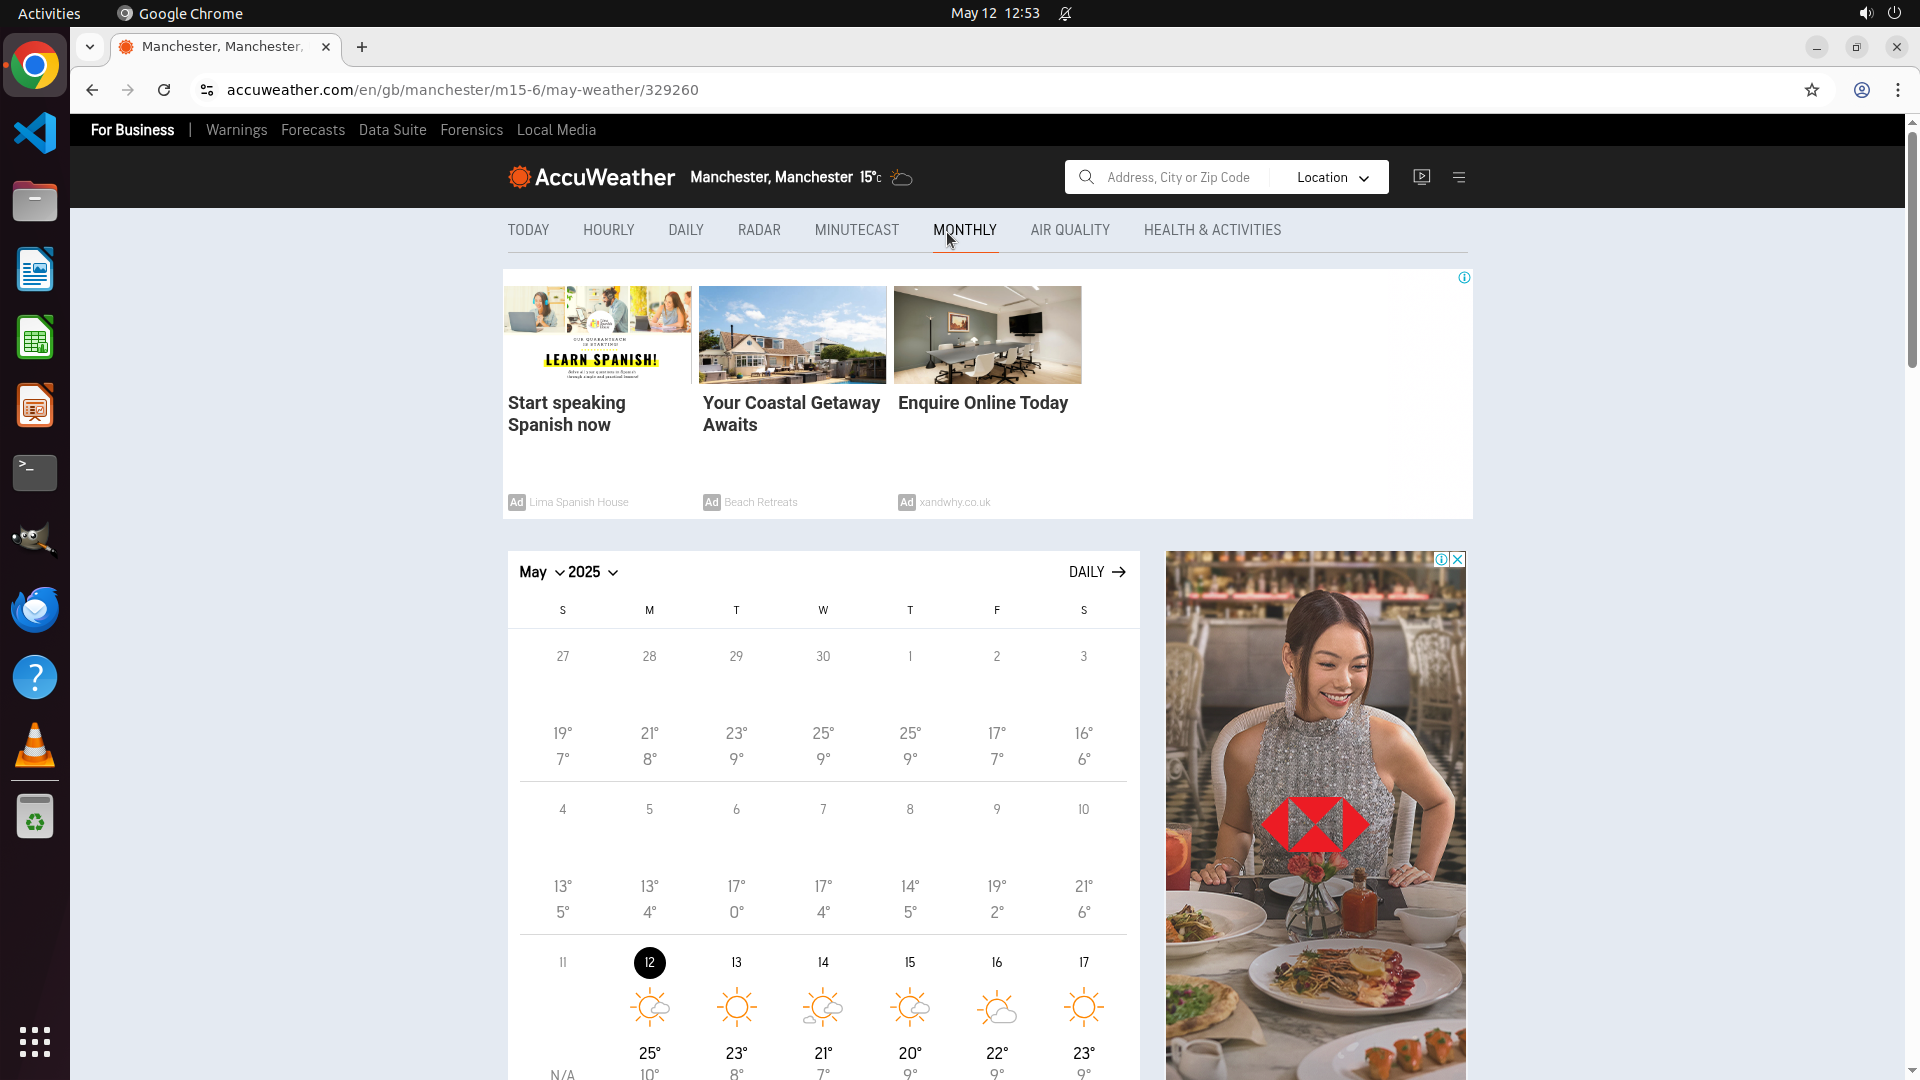 Activities
Google Chrome
May 12 12:53
Manchester, Manchester,
accuweather.com/en/gb/manchester/m15-6/may-weather/329260
For Business | Warnings Forecasts Data Suite Forensics Local Media
AccuWeather
Manchester, Manchester 15°c
Address, City or Zip Code
Location
TODAY HOURLY DAILY RADAR MINUTECAST MONTHLY AIR QUALITY HEALTH & ACTIVITIES
LEARN SPANISH!
Start speaking
Spanish now
Ad Lima Spanish House
Your Coastal Getaway
Awaits
Ad Beach Retreats
Enquire Online Today
Ad xandwhy.co.uk
May 2025
DAILY
S M T W T F S
27 28 29 30 1 2 3
19° 21° 23° 25° 25° 17° 16°
7° 8° 9° 9° 9° 7° 6°
4 5 6 7 8 9 10
13° 13° 17° 17° 14° 19° 21°
5° 4° 0° 4° 5° 2° 6°
11 12 13 14 15 16 17
25° 23° 21° 20° 22° 23°
N/A 10° 8° 7° 9° 9° 9°